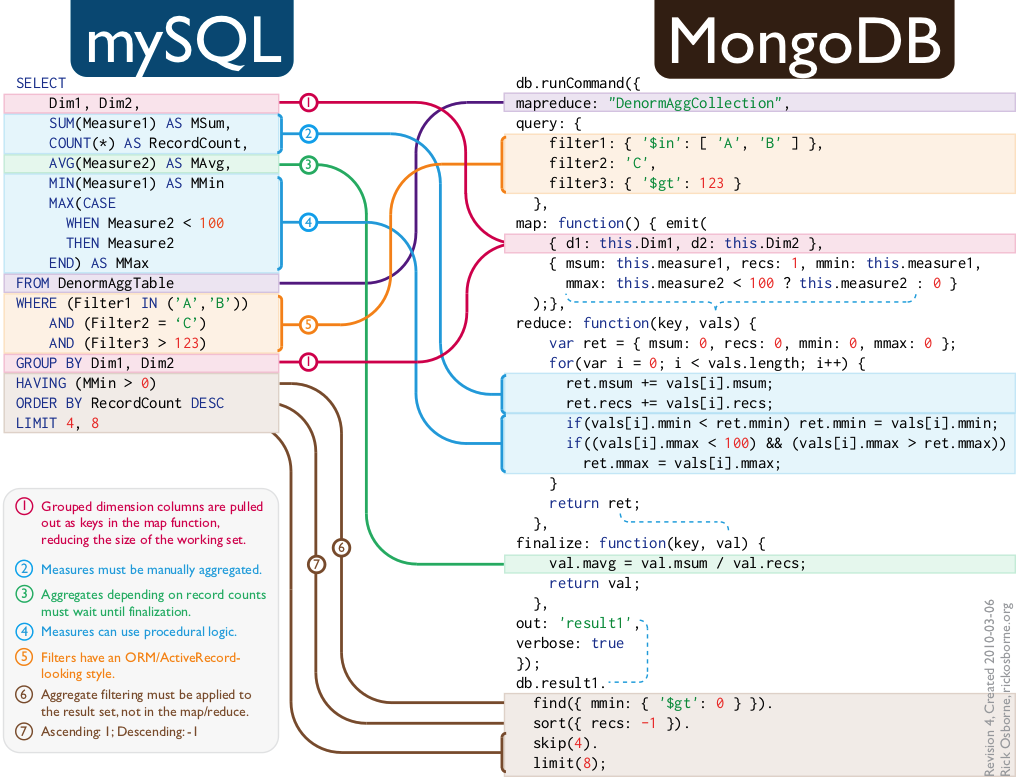 mySQL
SELECT
Dim1, Dim2,
SUM(Measure1) AS MSum,
COUNT(*) AS RecordCount,
AVG(Measure2) AS MAvg,
MIN(Measure1) AS MMin
MAX(CASE
WHEN Measure2 < 100
THEN Measure2
END) AS MMax
FROM DenormAggTable
WHERE (Filter1 IN (’A’,’B’))
AND (Filter2 = ‘C’)
AND (Filter3 > 123)
GROUP BY Dim1, Dim2
HAVING (MMin > 0)
ORDER BY RecordCount DESC
LIMIT 4, 8
1
2
3
4
5
1
6
7
1 Grouped dimension columns are pulled
out as keys in the map function,
reducing the size of the working set.
2 Measures must be manually aggregated.
3 Aggregates depending on record counts
must wait until finalization.
4 Measures can use procedural logic.
5 Filters have an ORM/ActiveRecord-
looking style.
6 Aggregate filtering must be applied to
the result set, not in the map/reduce.
7 Ascending: 1; Descending: -1
MongoDB
db.runCommand({
mapreduce: "DenormAggCollection",
query: {
filter1: { '$in': [ 'A', 'B' ] },
filter2: 'C',
filter3: { '$gt': 123 }
},
map: function() { emit(
{ d1: this.Dim1, d2: this.Dim2 },
{ msum: this.measure1, recs: 1, mmin: this.measure1,
mmax: this.measure2 < 100 ? this.measure2 : 0 }
);},
reduce: function(key, vals) {
var ret = { msum: 0, recs: 0, mmin: 0, mmax: 0 };
for(var i = 0; i < vals.length; i++) {
ret.msum += vals[i].msum;
ret.recs += vals[i].recs;
if(vals[i].mmin < ret.mmin) ret.mmin = vals[i].mmin;
if((vals[i].mmax < 100) && (vals[i].mmax > ret.mmax))
ret.mmax = vals[i].mmax;
}
return ret;
},
finalize: function(key, val) {
val.mavg = val.msum / val.recs;
return val;
},
out: 'result1',
verbose: true
});
db.result1.
find({ mmin: { '$gt': 0 } }).
sort({ recs: -1 }).
skip(4).
limit(8);
Revision 4, Created 2010-03-06
Rick Osborne, rickosborne.org